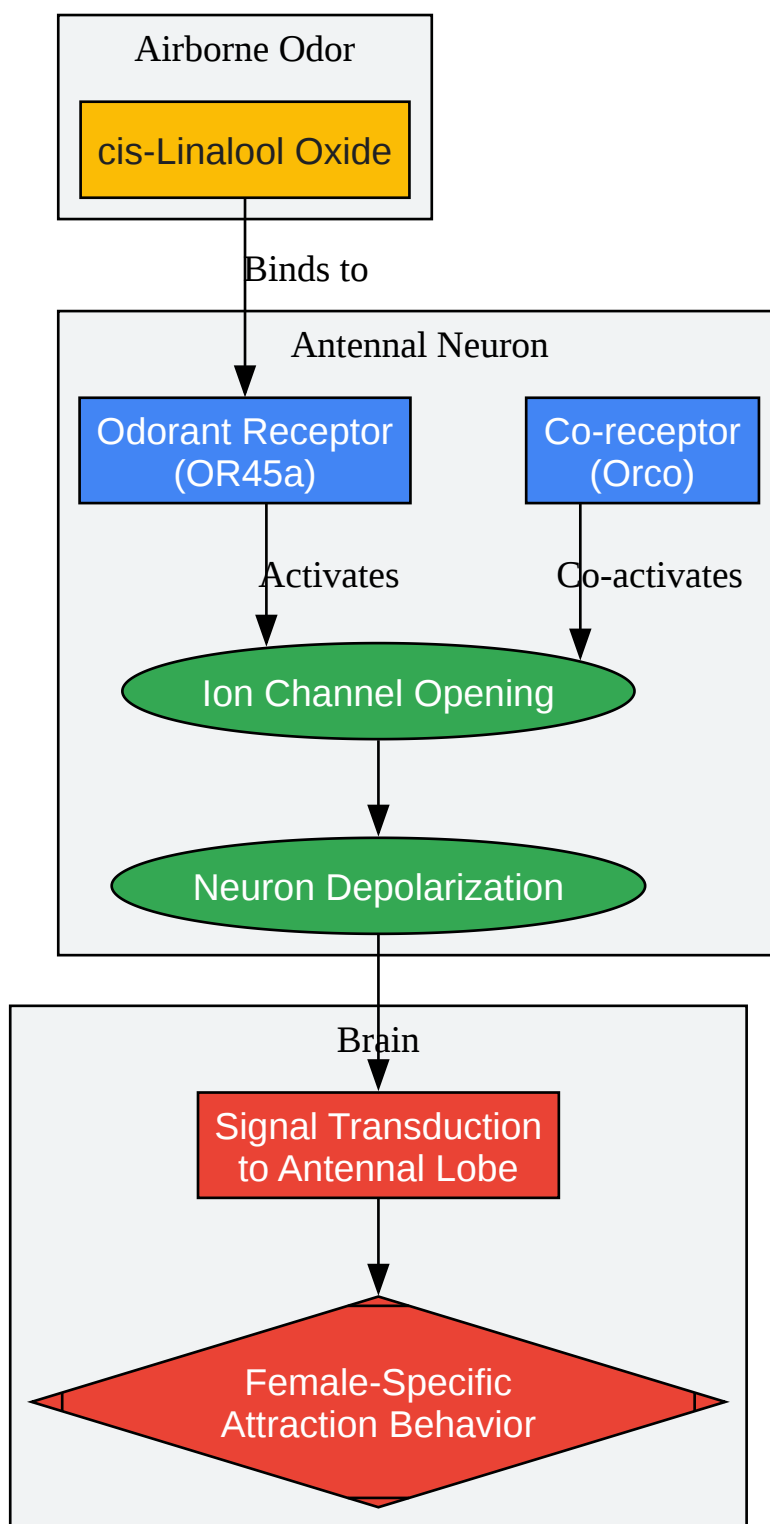 Airborne Odor
cis-Linalool Oxide
Binds to
Antennal Neuron
Odorant Receptor
(OR45a)
Co-receptor
(Orco)
Activates
Co-activates
Ion Channel Opening
Neuron Depolarization
Brain
Signal Transduction
to Antennal Lobe
Female-Specific
Attraction Behavior